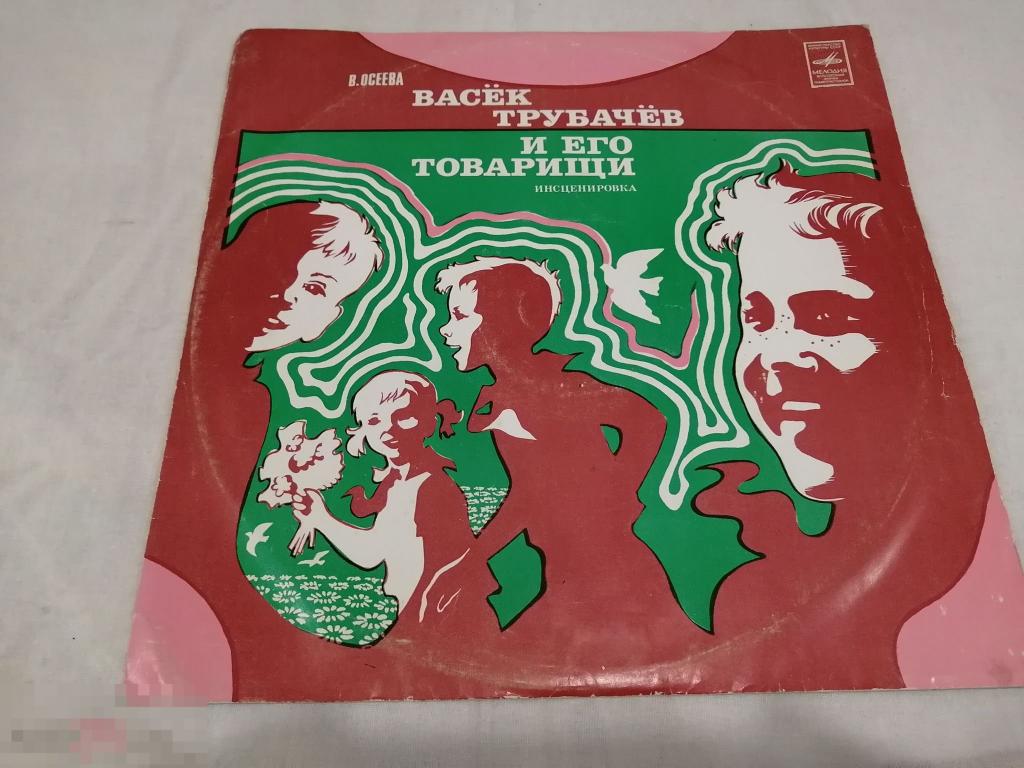 В. ОСЕЕВА
ВАСЁК
ТРУБАЧЁВ
И ЕГО
ТОВАРИЩИ
ИНСЦЕНИРОВКА
МЕЛОДИЯ